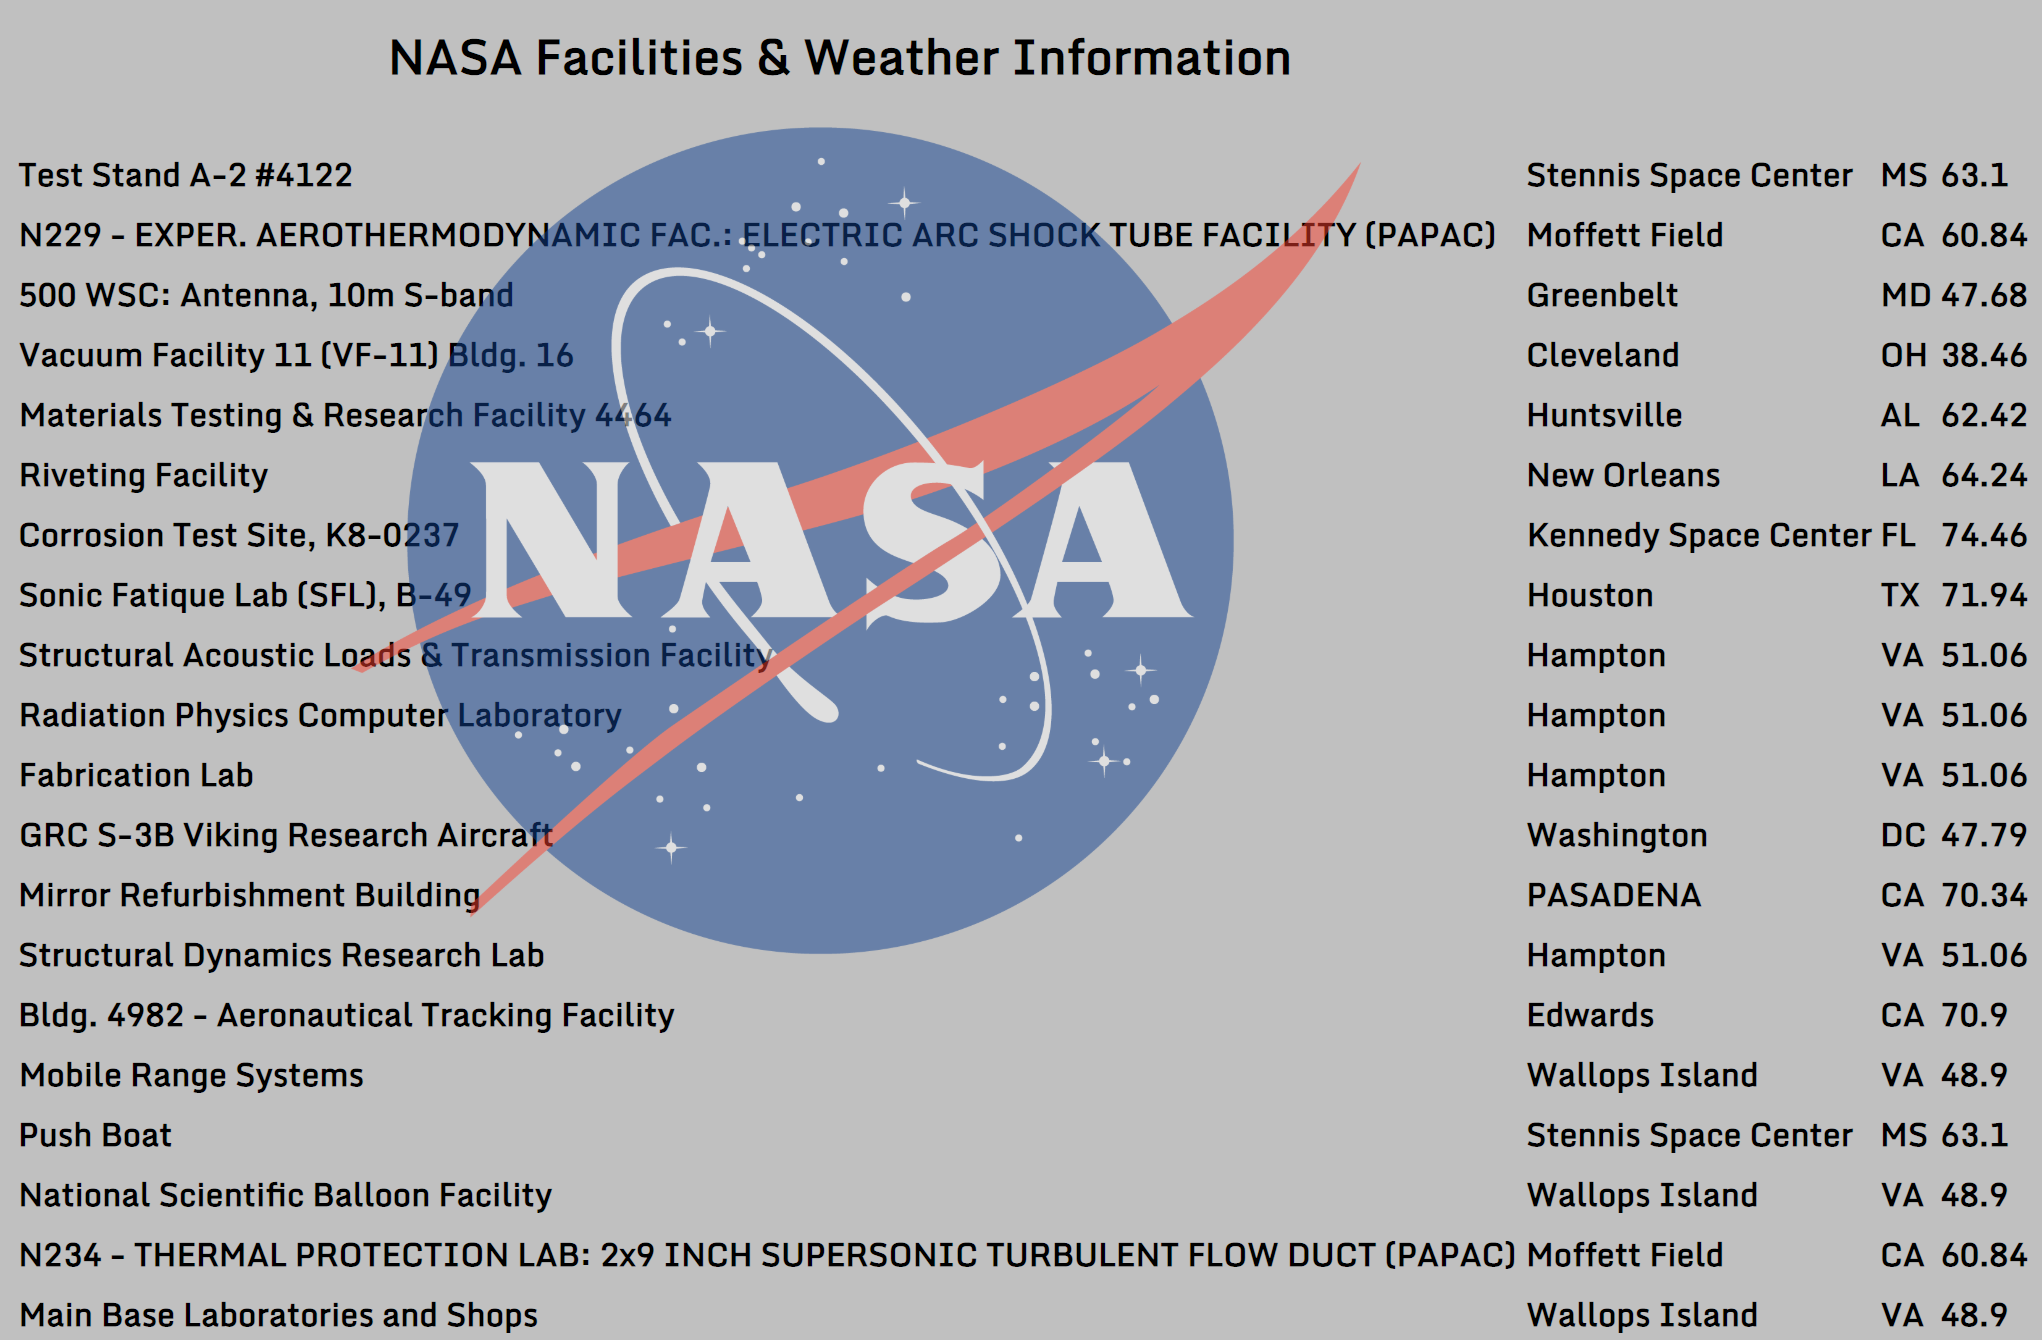 NASA Facilities & Weather Information
Test Stand A-2 #4122 Stennis Space Center MS 63.1
N229 - EXPER. AEROTHERMODYNAMIC FAC.: ELECTRIC ARC SHOCK TUBE FACILITY (PAPAC) Moffett Field CA 60.84
500 WSC: Antenna, 10m S-band Greenbelt MD 47.68
Vacuum Facility 11 (VF-11) Bldg. 16 Cleveland OH 38.46
Materials Testing & Research Facility 4464 Huntsville AL 62.42
Riveting Facility New Orleans LA 64.24
NASA
Corrosion Test Site, K8-0237 Kennedy Space Center FL 74.46
Sonic Fatique Lab (SFL), B-49 Houston TX 71.94
Structural Acoustic Loads & Transmission Facility Hampton VA 51.06
Radiation Physics Computer Laboratory Hampton VA 51.06
Fabrication Lab Hampton VA 51.06
GRC S-3B Viking Research Aircraft Washington DC 47.79
Mirror Refurbishment Building PASADENA CA 70.34
Structural Dynamics Research Lab Hampton VA 51.06
Bldg. 4982 - Aeronautical Tracking Facility Edwards CA 70.9
Mobile Range Systems Wallops Island VA 48.9
Push Boat Stennis Space Center MS 63.1
National Scientific Balloon Facility Wallops Island VA 48.9
N234 - THERMAL PROTECTION LAB: 2x9 INCH SUPERSONIC TURBULENT FLOW DUCT (PAPAC) Moffett Field CA 60.84
Main Base Laboratories and Shops Wallops Island VA 48.9